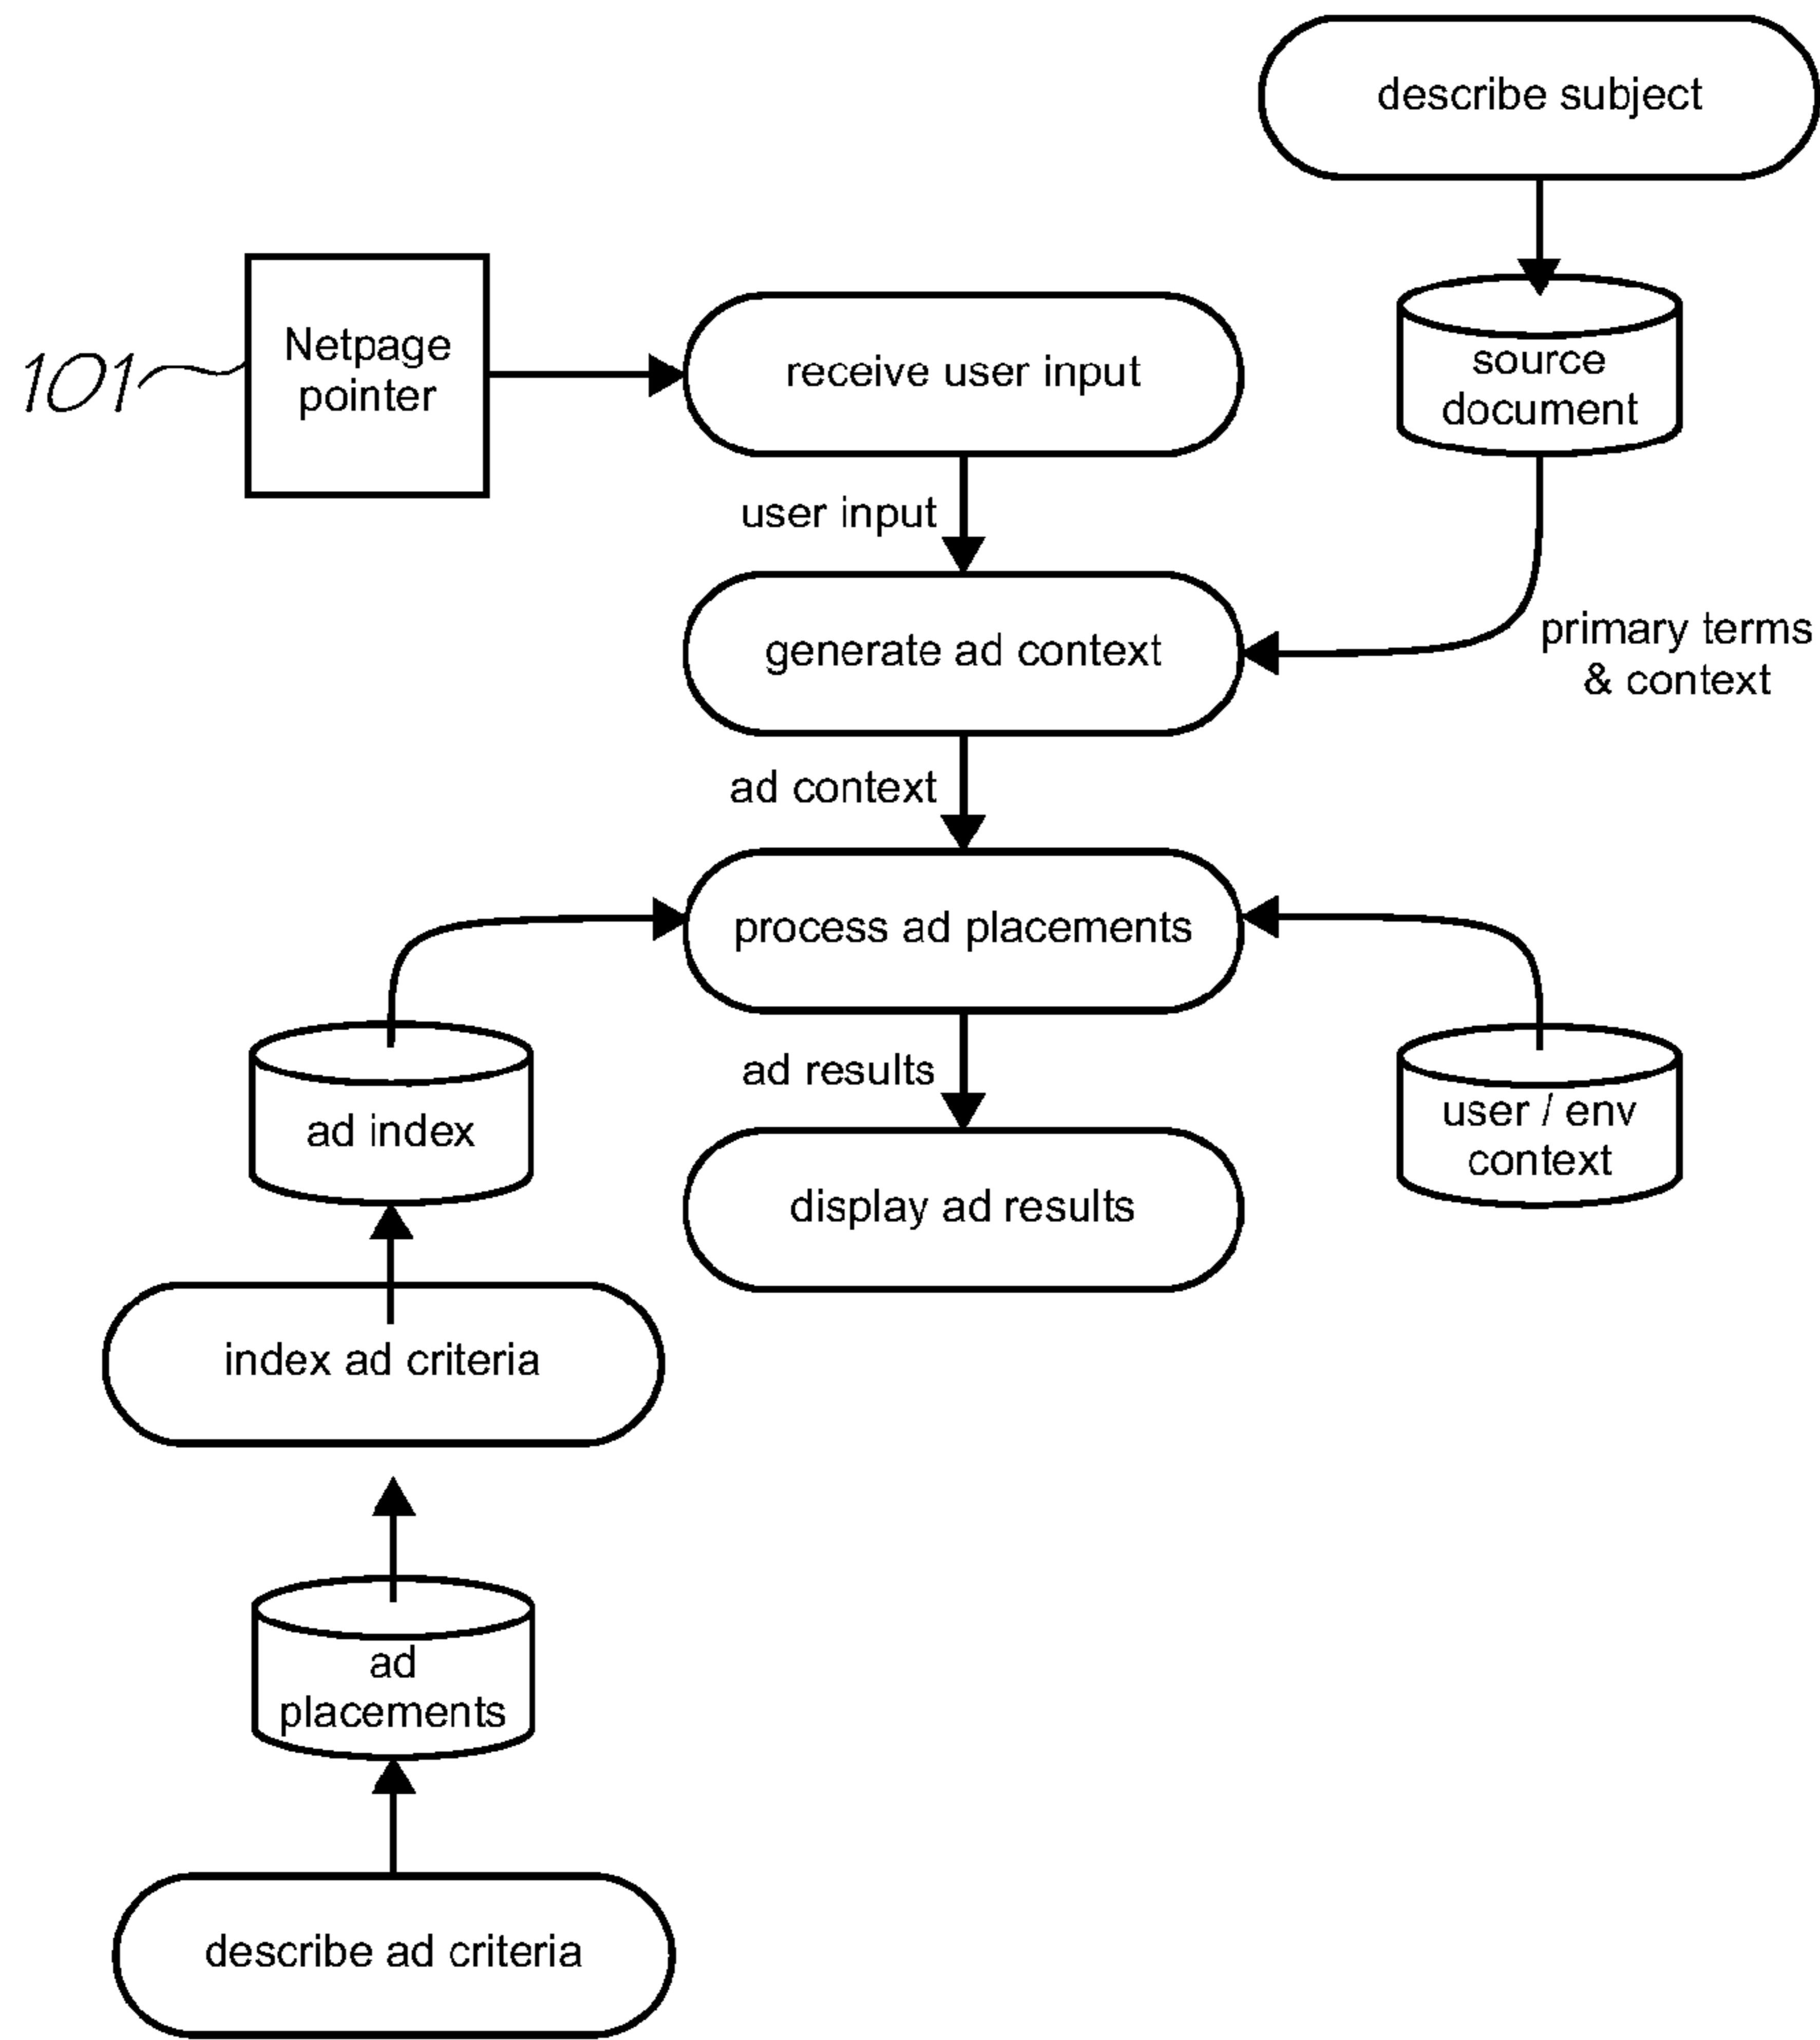 describe subject
Netpage
pointer
101
receive user input
source
document
user input
generate ad context
primary terms
& context
ad context
process ad placements
ad results
ad index
user / env
context
display ad results
index ad criteria
ad
placements
describe ad criteria